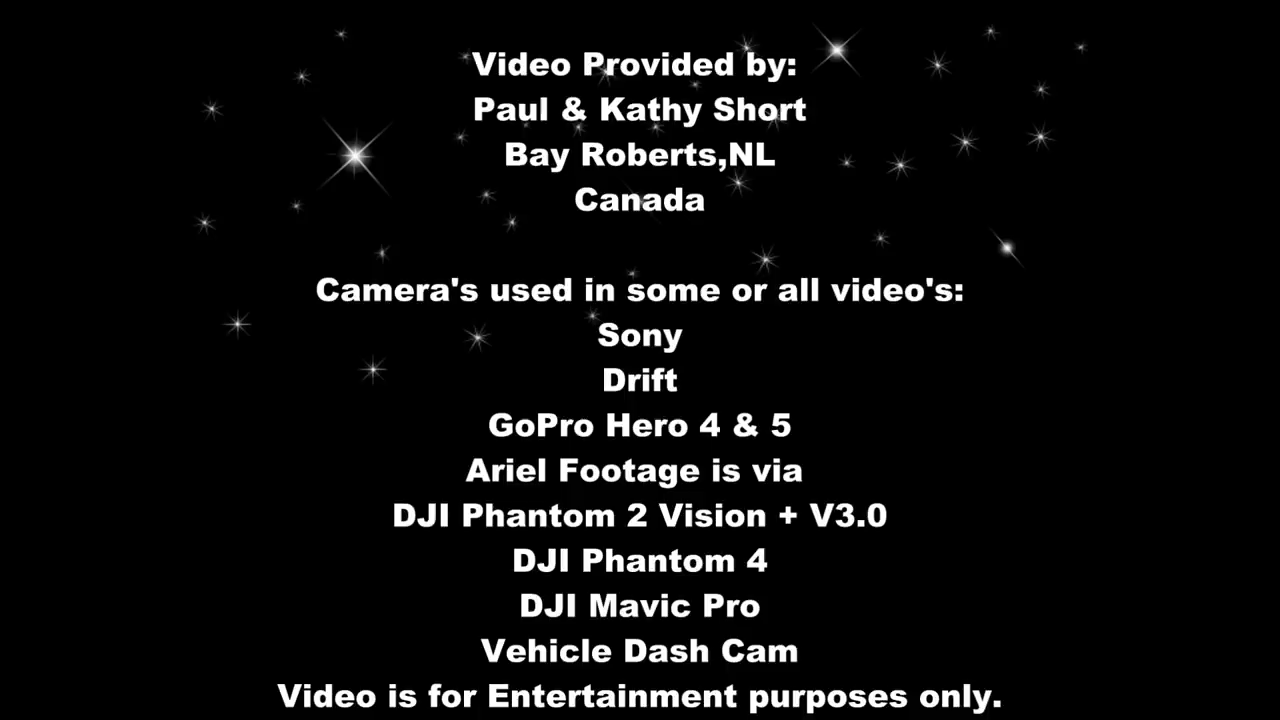 Video Provided by:
Paul & Kathy Short
Bay Roberts,NL
Canada
Camera's used in some or all video's:
Sony
Drift
GoPro Hero 4 & 5
Ariel Footage is via
DJI Phantom 2 Vision + V3.0
DJI Phantom 4
DJI Mavic Pro
Vehicle Dash Cam
Video is for Entertainment purposes only.